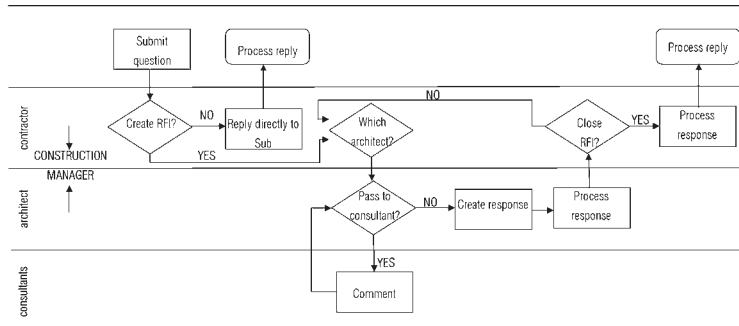 Submit
question
Process reply
Process reply
contractor
Create RFI?
NO
Reply directly to
Sub
YES
Which
architect?
NO
Close
RFI?
YES
Process
response
CONSTRUCTION
MANAGER
architect
Pass to
consultant?
NO
Create response
Process
response
YES
consultants
Comment